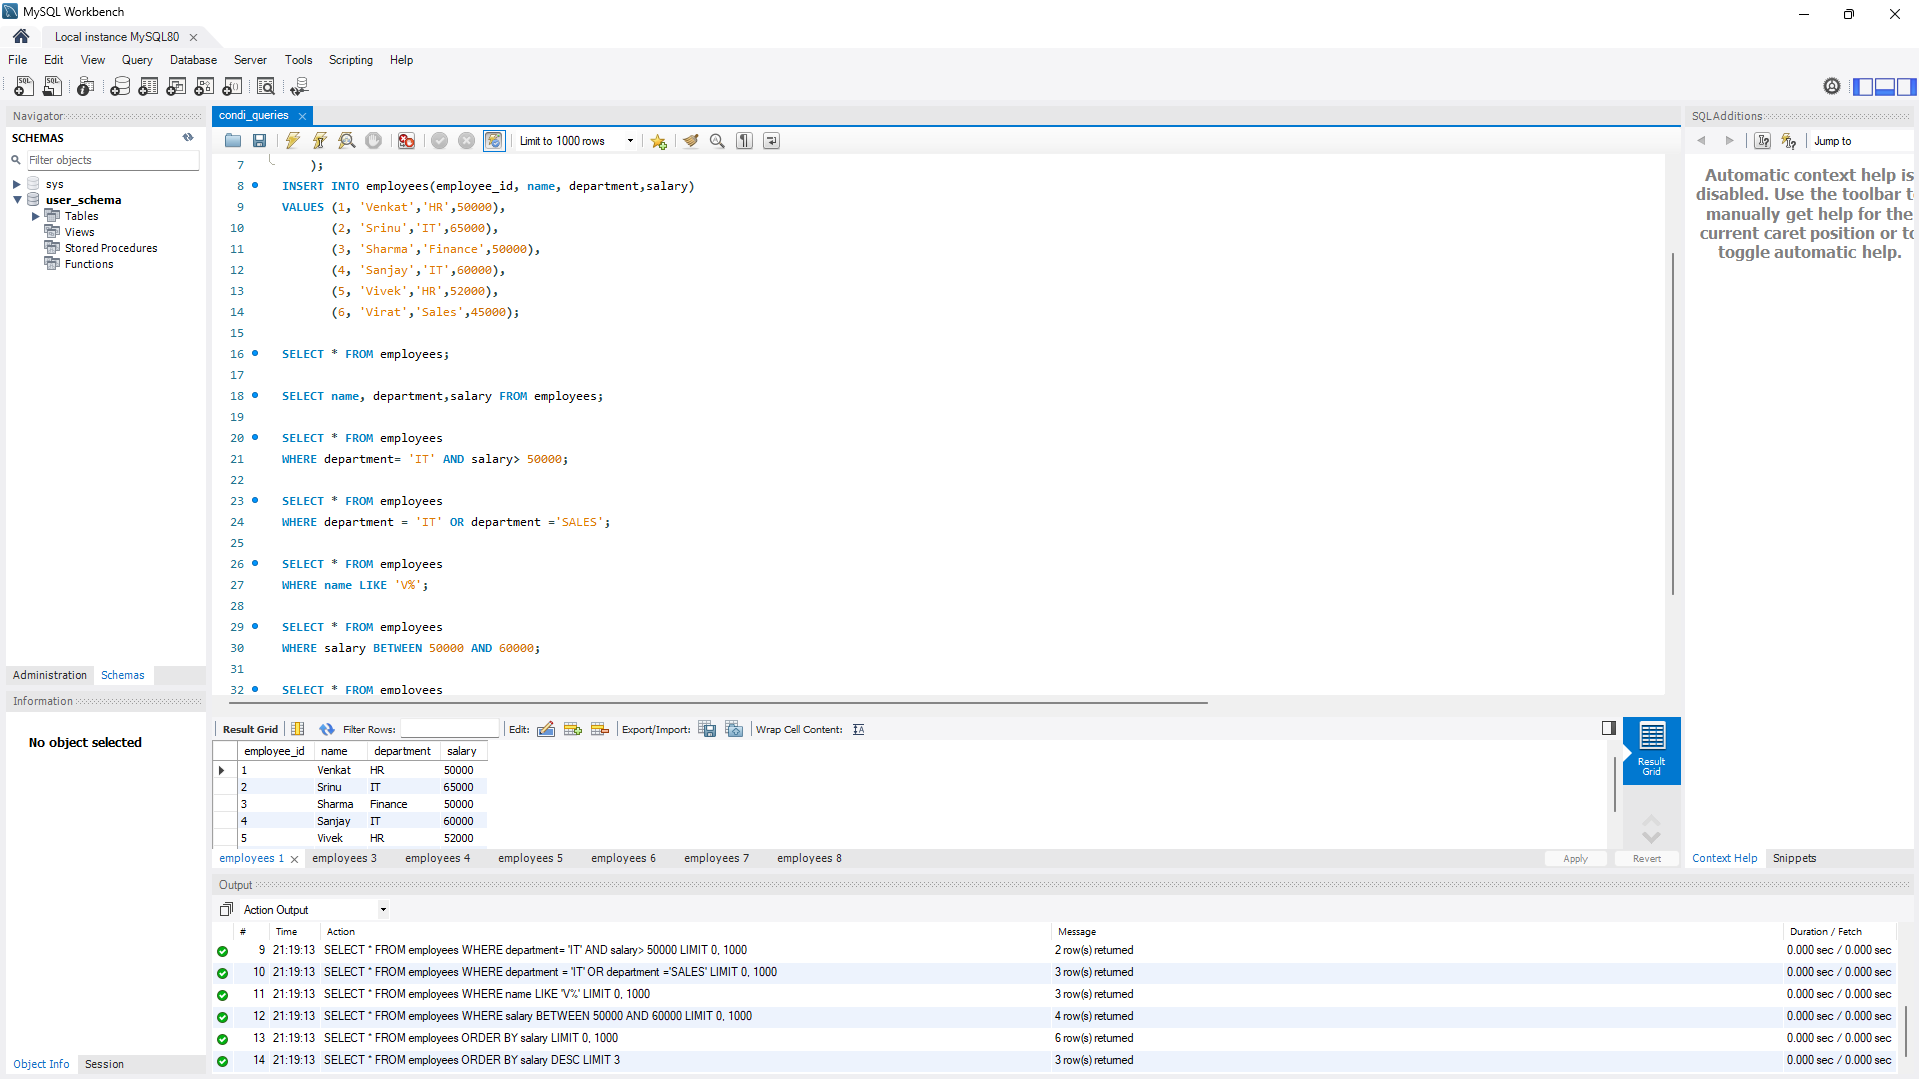 MySQL Workbench
Local instance MySQL80
File Edit View Query Database Server Tools Scripting Help
Navigator
SCHEMAS
Filter objects
sys
user_schema
Tables
Views
Stored Procedures
Functions
Administration Schemas
Information
No object selected
Object Info Session
condi_queries
Limit to 1000 rows
7 );
8 INSERT INTO employees(employee_id, name, department,salary)
9 VALUES (1, 'Venkat','HR',50000),
10 (2, 'Srinu','IT',65000),
11 (3, 'Sharma','Finance',50000),
12 (4, 'Sanjay','IT',60000),
13 (5, 'Vivek','HR',52000),
14 (6, 'Virat','Sales',45000);
15
16 SELECT * FROM employees;
17
18 SELECT name, department,salary FROM employees;
19
20 SELECT * FROM employees
21 WHERE department= 'IT' AND salary> 50000;
22
23 SELECT * FROM employees
24 WHERE department = 'IT' OR department ='SALES';
25
26 SELECT * FROM employees
27 WHERE name LIKE 'V%';
28
29 SELECT * FROM employees
30 WHERE salary BETWEEN 50000 AND 60000;
31
32 SELECT * FROM employees
Result Grid Filter Rows: Edit: Export/Import: Wrap Cell Content:
employee_id name department salary
1 Venkat HR 50000
2 Srinu IT 65000
3 Sharma Finance 50000
4 Sanjay IT 60000
5 Vivek HR 52000
Result
Grid
employees 1 employees 3 employees 4 employees 5 employees 6 employees 7 employees 8
Apply Revert
SQLAdditions
Jump to
Automatic context help is
disabled. Use the toolbar t
manually get help for the
current caret position or to
toggle automatic help.
Context Help Snippets
Output
Action Output
# Time Action Message Duration / Fetch
9 21:19:13 SELECT * FROM employees WHERE department= 'IT' AND salary> 50000 LIMIT 0, 1000 2 row(s) returned 0.000 sec / 0.000 sec
10 21:19:13 SELECT * FROM employees WHERE department = 'IT' OR department ='SALES' LIMIT 0, 1000 3 row(s) returned 0.000 sec / 0.000 sec
11 21:19:13 SELECT * FROM employees WHERE name LIKE 'V%' LIMIT 0, 1000 3 row(s) returned 0.000 sec / 0.000 sec
12 21:19:13 SELECT * FROM employees WHERE salary BETWEEN 50000 AND 60000 LIMIT 0, 1000 4 row(s) returned 0.000 sec / 0.000 sec
13 21:19:13 SELECT * FROM employees ORDER BY salary LIMIT 0, 1000 6 row(s) returned 0.000 sec / 0.000 sec
14 21:19:13 SELECT * FROM employees ORDER BY salary DESC LIMIT 3 3 row(s) returned 0.000 sec / 0.000 sec